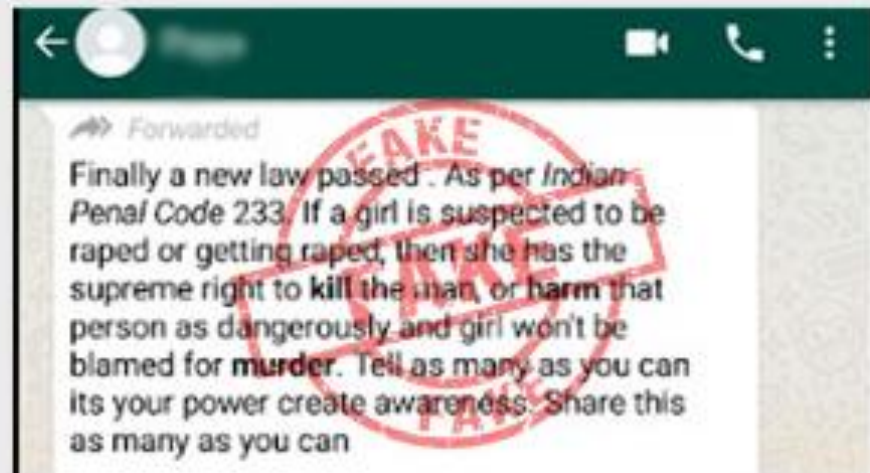 Forwarded
FAKE
Finally a new law passed . As per Indian
Penal Code 233. If a girl is suspected to be
raped or getting raped, then she has the
supreme right to kill the man, or harm that
FAKE
person as dangerously and girl won't be
blamed for murder. Tell as many as you can
its your power create awareness. Share this
FAKE
as many as you can